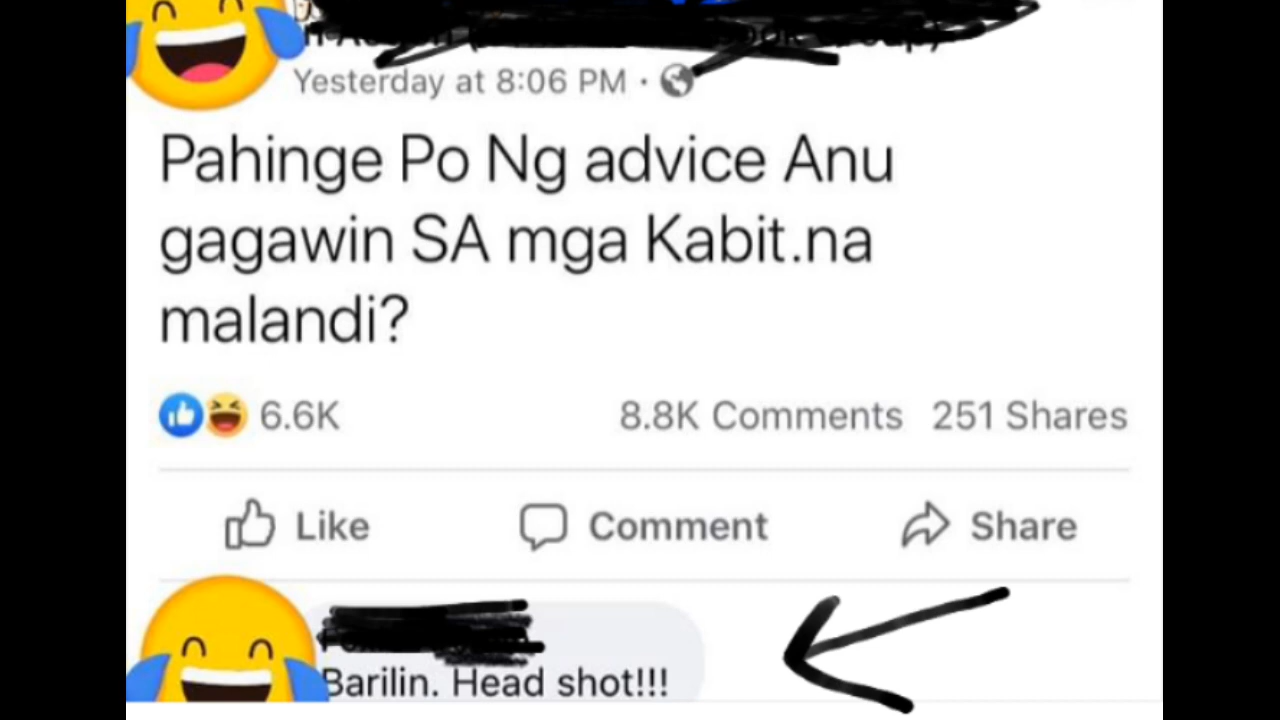 Yesterday at 8:06 PM ·
Pahinge Po Ng advice Anu
gagawin SA mga Kabit.na
malandi?
6.6K 8.8K Comments 251 Shares
Like Comment Share
Barilin. Head shot!!!